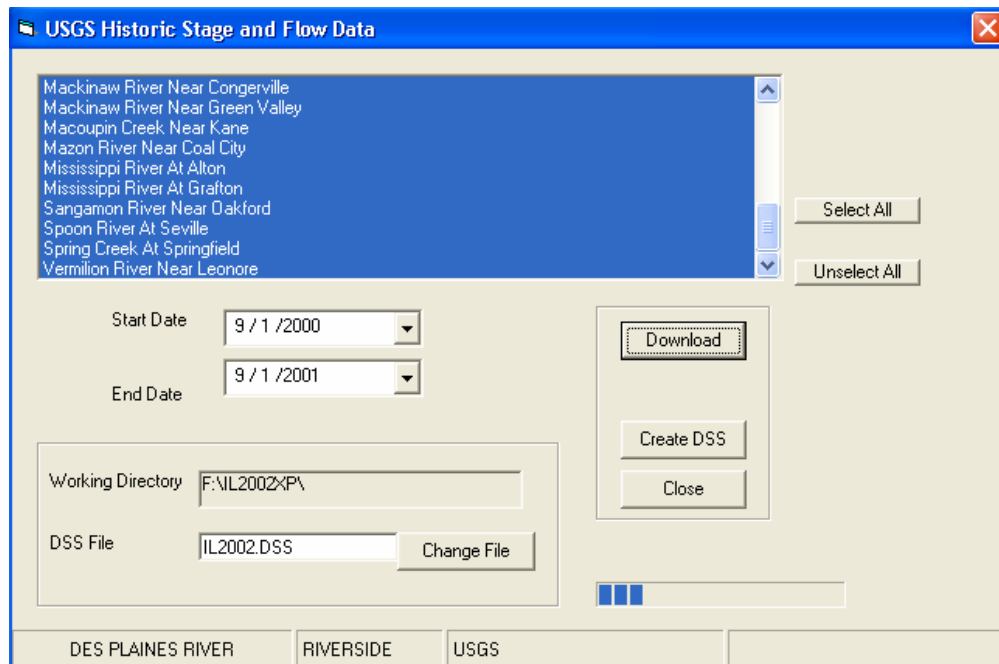 USGS Historic Stage and Flow Data
Mackinaw River Near Congerville
Mackinaw River Near Green Valley
Macoupin Creek Near Kane
Mazon River Near Coal City
Mississippi River At Alton
Mississippi River At Grafton
Sangamon River Near Oakford
Spoon River At Seville
Spring Creek At Springfield
Vermilion River Near Leonore
Select All
Unselect All
Start Date
9 / 1 /2000
End Date
9 / 1 /2001
Download
Create DSS
Close
Working Directory
F:\IL2002XP\
DSS File
IL2002.DSS
Change File
DES PLAINES RIVER
RIVERSIDE
USGS